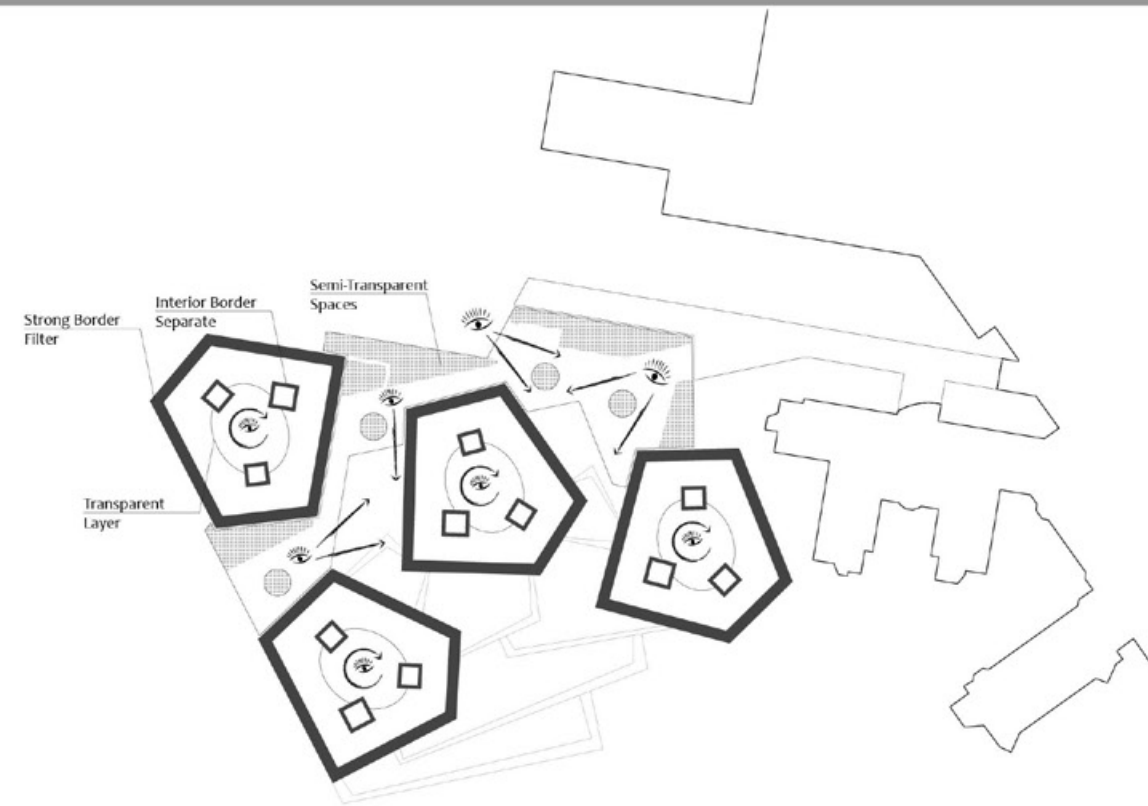 Semi-Transparent
Spaces
Interior Border
Separate
Strong Border
Filter
Transparent
Layer